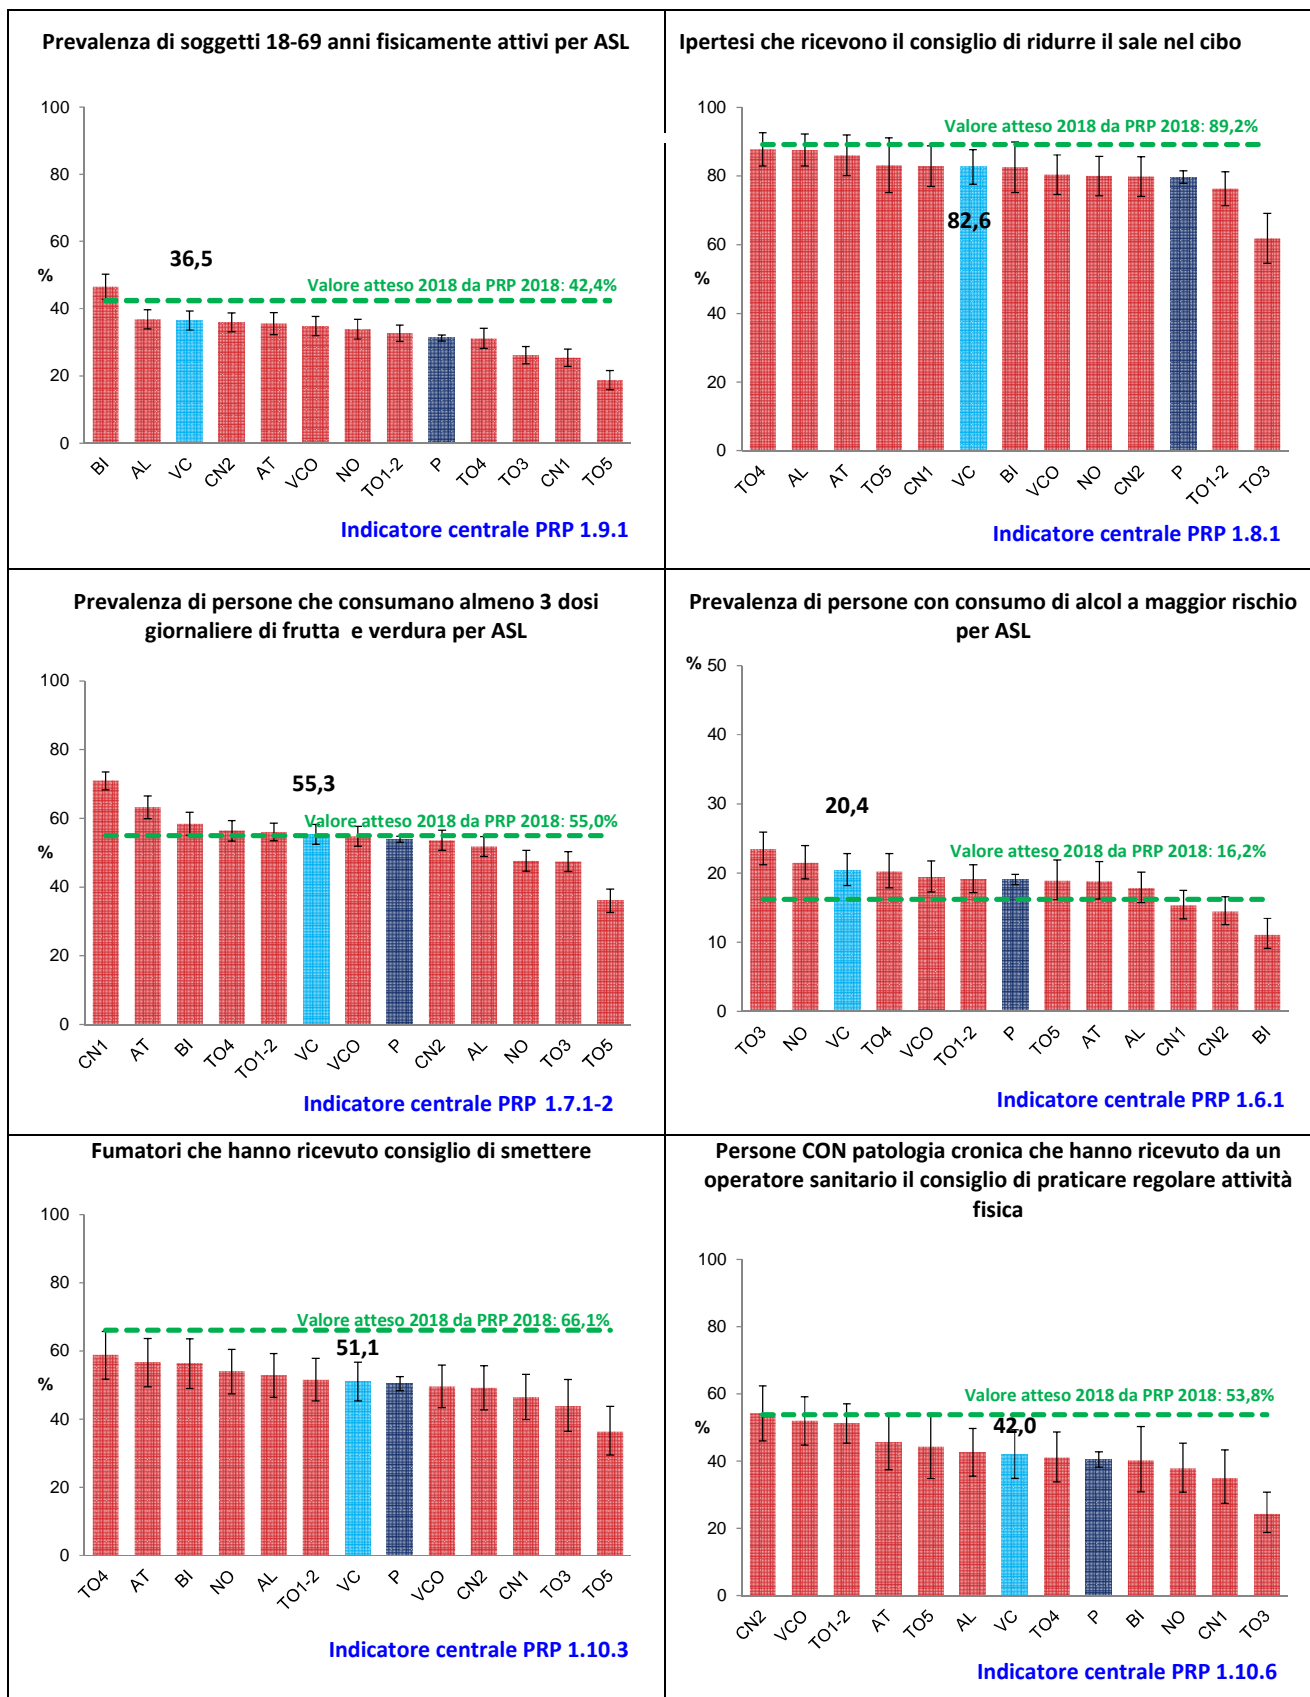 Prevalenza di soggetti 18-69 anni fisicamente attivi per ASL
100
80
60
40
20
0
%
36,5
Valore atteso 2018 da PRP 2018: 42,4%
BI
AL
VC
CN2
AT
VCO
NO
TO1-2
P
TO4
TO3
CN1
TO5
Indicatore centrale PRP 1.9.1
Ipertesi che ricevono il consiglio di ridurre il sale nel cibo
100
80
60
40
20
0
%
Valore atteso 2018 da PRP 2018: 89,2%
82,6
TO4
AL
AT
TO5
CN1
VC
BI
VCO
NO
CN2
P
TO1-2
TO3
Indicatore centrale PRP 1.8.1
Prevalenza di persone che consumano almeno 3 dosi
giornaliere di frutta e verdura per ASL
100
80
60
40
20
0
%
55,3
Valore atteso 2018 da PRP 2018: 55,0%
CN1
AT
BI
TO4
TO1-2
VC
VCO
P
CN2
AL
NO
TO3
TO5
Indicatore centrale PRP 1.7.1-2
Prevalenza di persone con consumo di alcol a maggior rischio
per ASL
%
50
40
30
20
10
0
20,4
Valore atteso 2018 da PRP 2018: 16,2%
TO3
NO
VC
TO4
VCO
TO1-2
P
TO5
AT
AL
CN1
CN2
BI
Indicatore centrale PRP 1.6.1
Fumatori che hanno ricevuto consiglio di smettere
100
80
60
40
20
0
%
Valore atteso 2018 da PRP 2018: 66,1%
51,1
TO4
AT
BI
NO
AL
TO1-2
VC
P
VCO
CN2
CN1
TO3
TO5
Indicatore centrale PRP 1.10.3
Persone CON patologia cronica che hanno ricevuto da un
operatore sanitario il consiglio di praticare regolare attività
fisica
100
80
60
40
20
0
%
Valore atteso 2018 da PRP 2018: 53,8%
42,0
CN2
VCO
TO1-2
AT
TO5
AL
VC
TO4
P
BI
NO
CN1
TO3
Indicatore centrale PRP 1.10.6